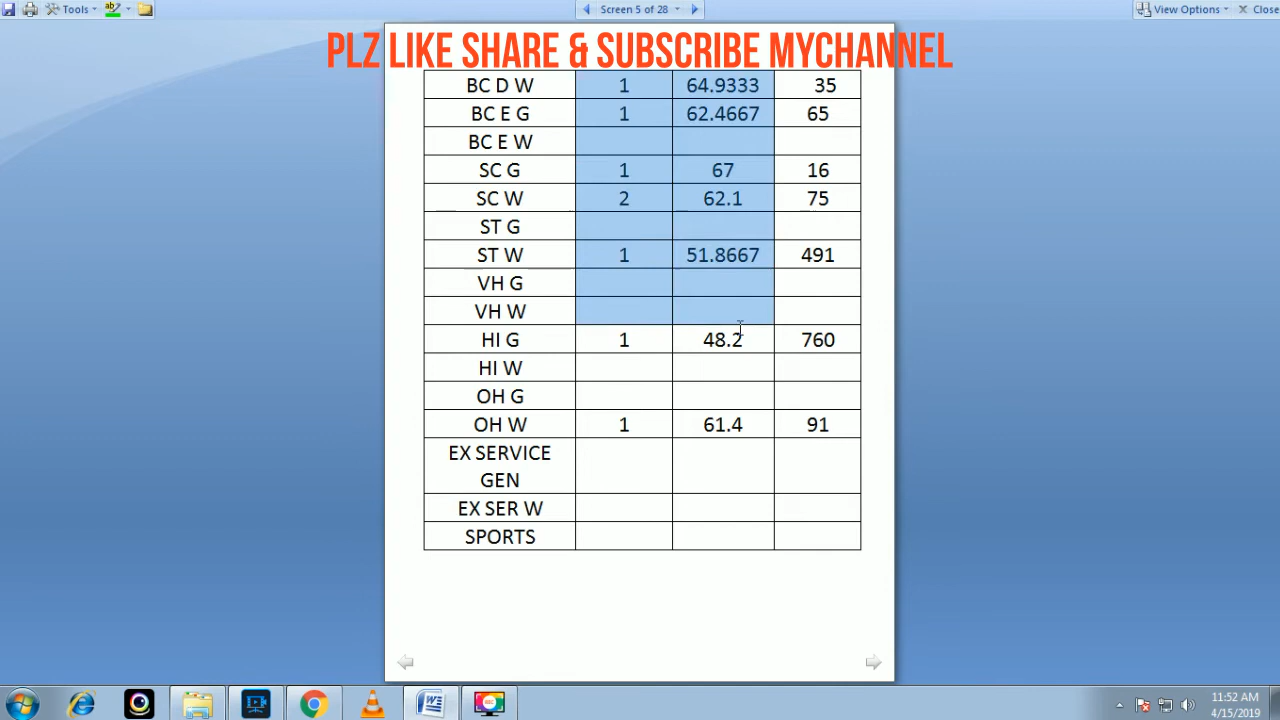 Tools
Screen 5 of 28
View Options
Close
PLZ LIKE SHARE & SUBSCRIBE MYCHANNEL
BC D W 1 64.9333 35
BC E G 1 62.4667 65
BC E W
SC G 1 67 16
SC W 2 62.1 75
ST G
ST W 1 51.8667 491
VH G
VH W
HI G 1 48.2 760
HI W
OH G
OH W 1 61.4 91
EX SERVICE
GEN
EX SER W
SPORTS
11:52 AM
4/15/2019